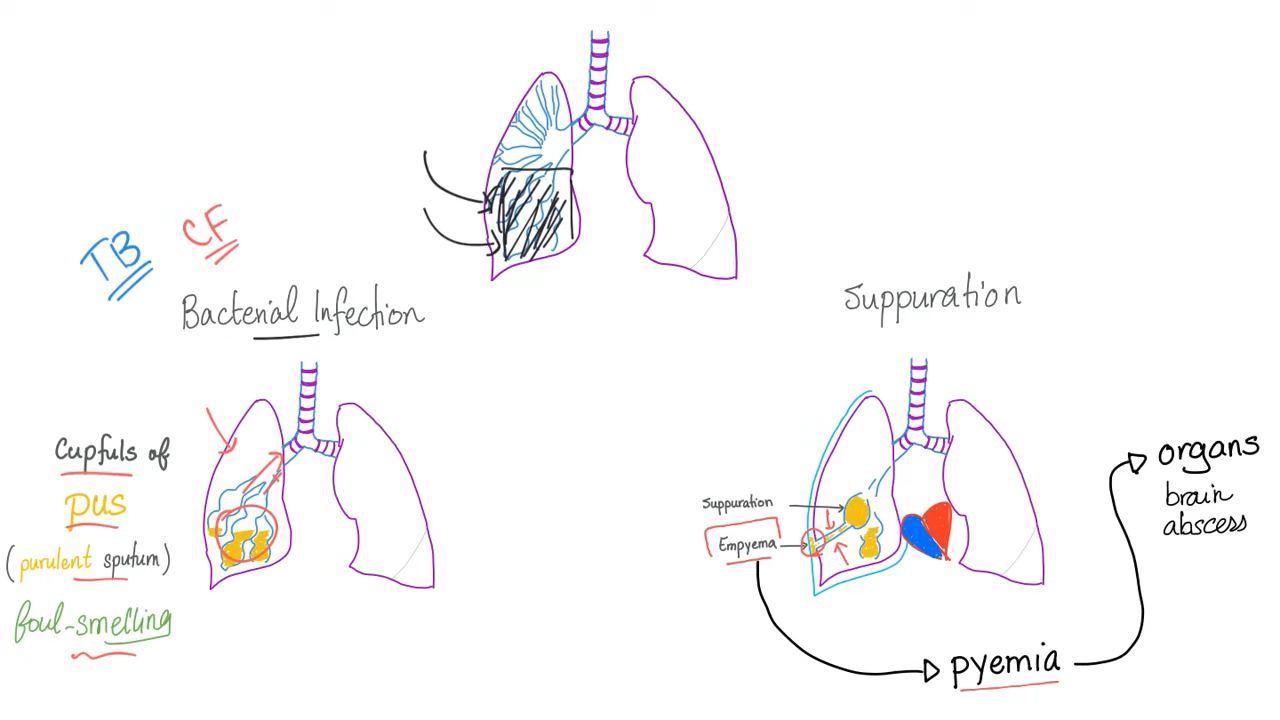 TB CF
Bacterial Infection
Cupfuls of
pus
(purulent sputum)
foul-smelling
Suppuration
Suppuration
Empyema
pyemia
organs
brain
abscess